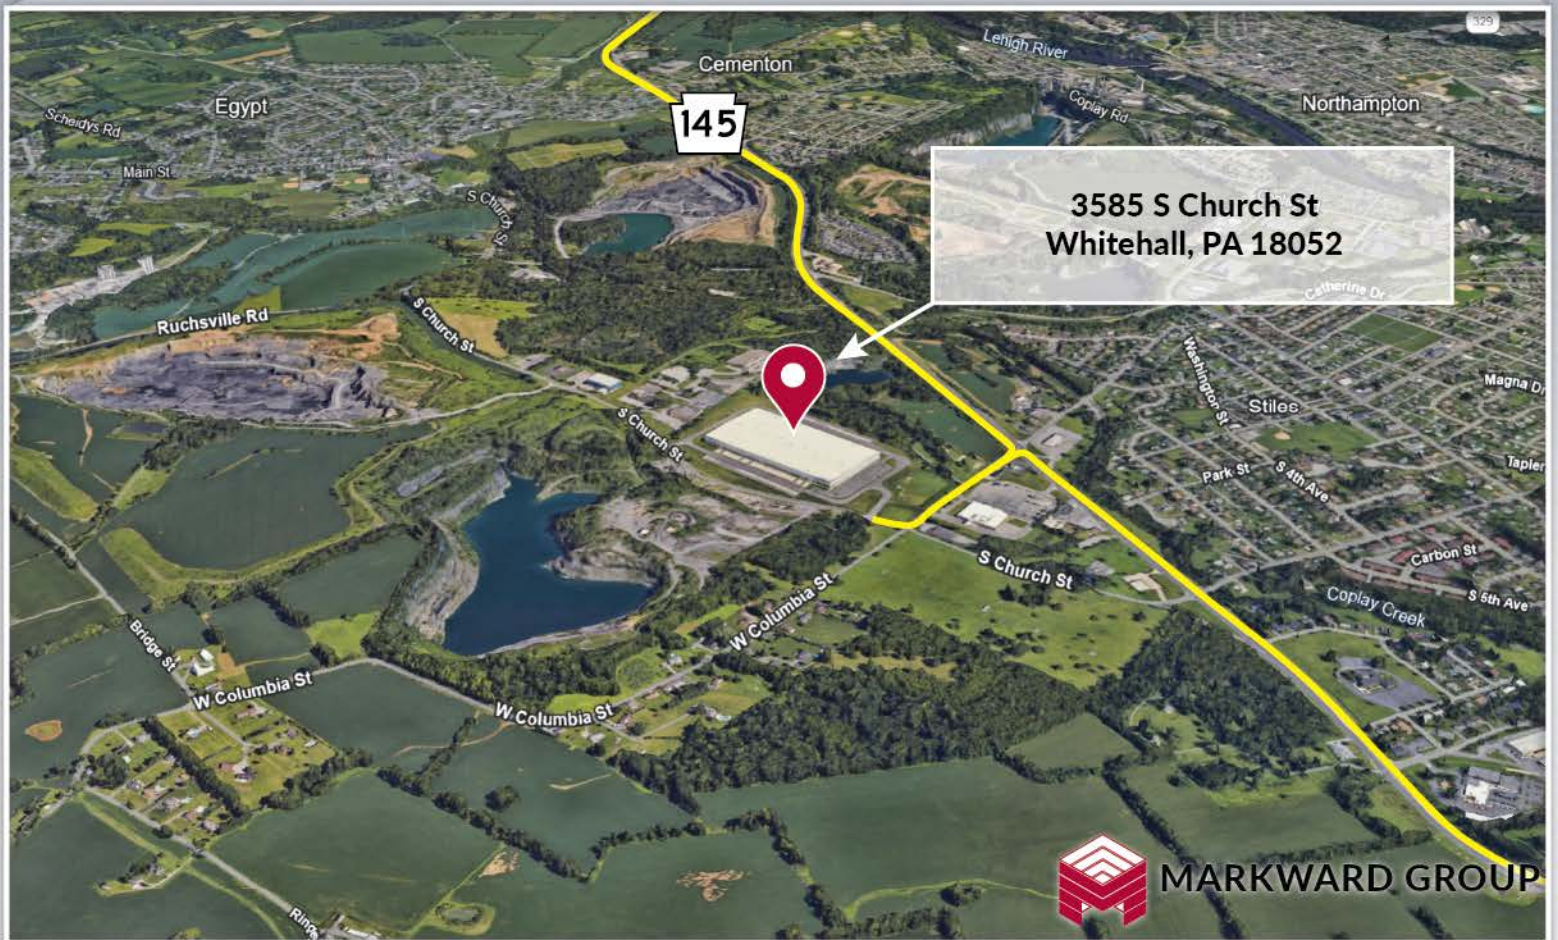 329
Lehigh River
Cementon
Egypt
Coplay Rd
Northampton
Scheidys Rd
145
Main St
S Church St
3585 S Church St
Whitehall, PA 18052
Catherine Dr
S Church St
Ruchsville Rd
Washington St
Magna Dr
Stiles
S Church St
Tapler
Park St
S 4th Ave
Carbon St
S Church St
W Columbia St
Coplay Creek
S 5th Ave
Bridge St
W Columbia St
W Columbia St
MARKWARD GROUP
Ringe